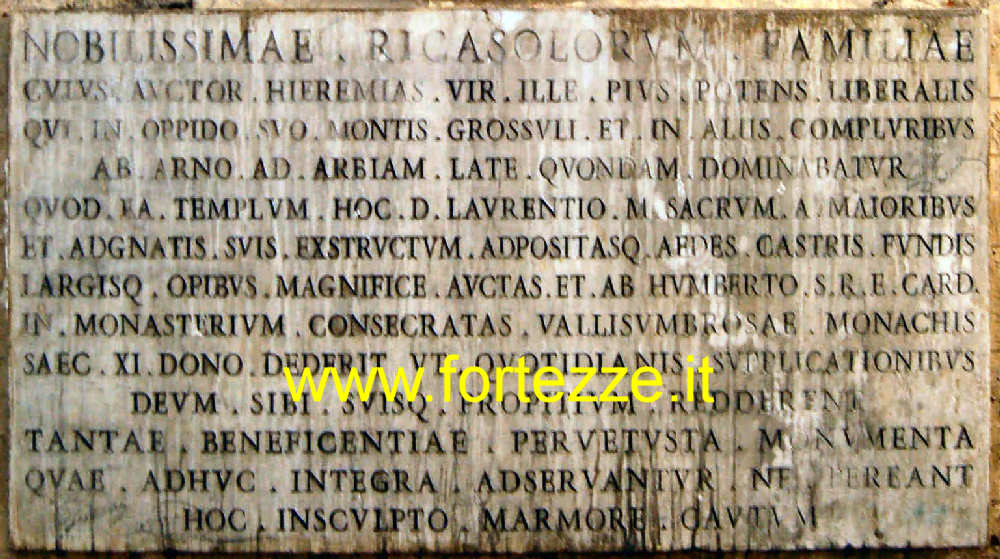 NOBILISSIMAE . RICASOLORVM . FAMILIAE
CVIVS . AVCTOR . HIEREMIAS . VIR . ILLE . PIVS . POTENS . LIBERALIS
QVI . IN . OPPIDO . SVO . MONTIS . GROSSVLI . ET . IN . ALIIS . COMPLVRIBVS
AB . ARNO . AD . ARBIAM . LATE . QVONDAM . DOMINABATVR
QVOD . EA . TEMPLVM . HOC . D . LAVRENTIO . M . SACRVM . A . MAIORIBVS
ET . ADGNATIS . SVIS . EXSTRVCTVM . ADPOSITASQ . AEDES . CASTRIS . FVNDIS
LARGISQ . OPIBVS . MAGNIFICE . AVCTAS . ET . AB HVMBERTO . S . R . E . CARD .
IN . MONASTERIVM . CONSECRATAS . VALLISVMBROSAE . MONACHIS
SAEC . XI . DONO . DEDERIT . VT . QVOTIDIANIS . SVPPLICATIONIBVS
www.fortezze.it
DEVM . SIBI . SVISQ . PROPITIVM . REDDERENT
TANTAE . BENEFICENTIAE . PERVETVSTA . MONVMENTA
QVAE . ADHVC . INTEGRA . ADSERVANTVR . NE . PEREANT
HOC . INSCVLPTO . MARMORE . CAVTVM